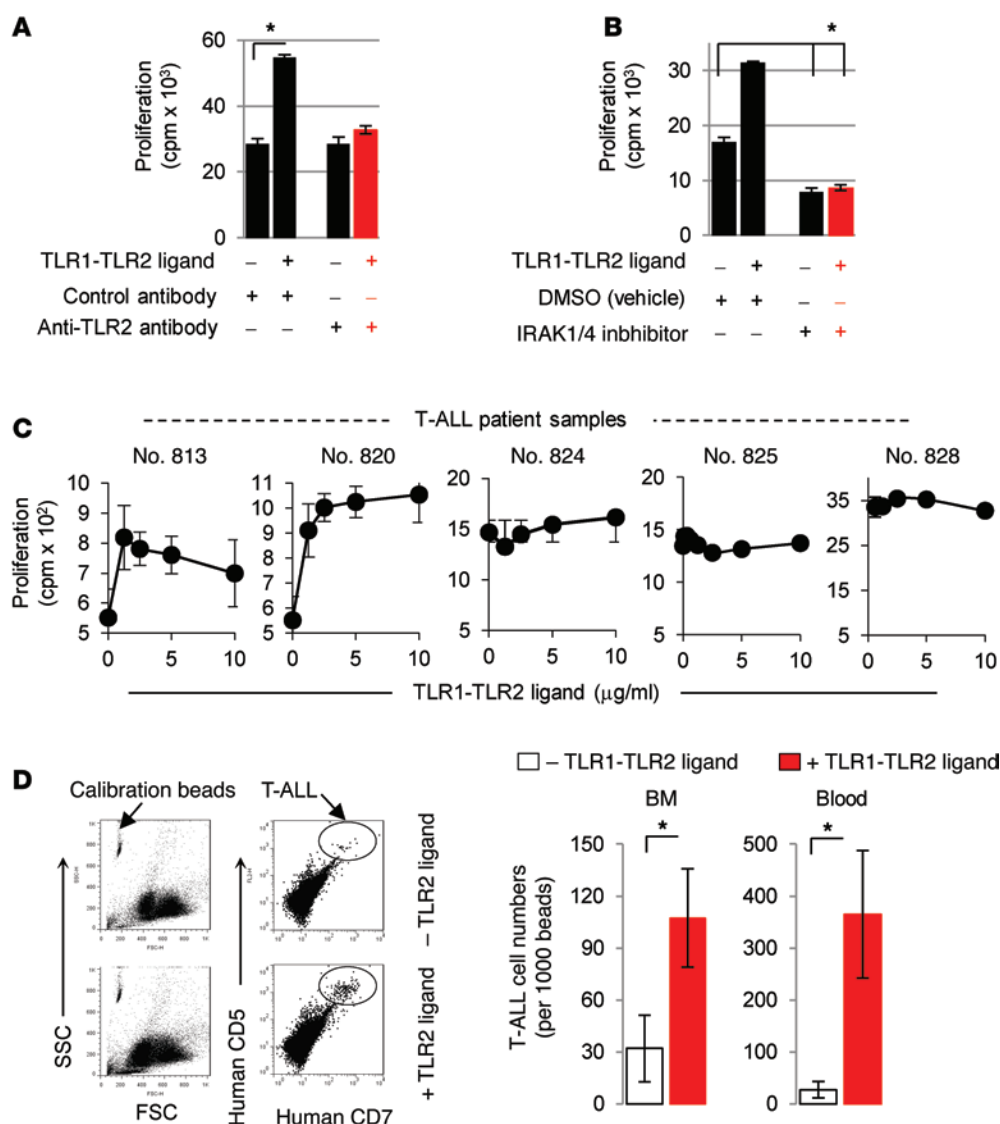 A
Proliferation
(cpm x 10³)
60
40
20
0
*
TLR1-TLR2 ligand – + – +
Control antibody + + – –
Anti-TLR2 antibody – – + +
B
Proliferation
(cpm x 10³)
30
20
10
0
*
TLR1-TLR2 ligand – + – +
DMSO (vehicle) + + – –
IRAK1/4 inbhibitor – – + +
C
T-ALL patient samples
No. 813 No. 820 No. 824 No. 825 No. 828
Proliferation
(cpm x 10²)
10
9
8
7
6
5
0 5 10
11
10
9
8
7
6
5
0 5 10
20
15
10
5
0 5 10
20
15
10
5
0 5 10
35
25
15
5
0 5 10
TLR1-TLR2 ligand (μg/ml)
D
Calibration beads
T-ALL
SSC
FSC
Human CD5
Human CD7
– TLR2 ligand
+ TLR2 ligand
FSC-H
FSC-H
– TLR1-TLR2 ligand
+ TLR1-TLR2 ligand
BM
Blood
T-ALL cell numbers
(per 1000 beads)
150
120
90
60
30
0
*
500
400
300
200
100
0
*